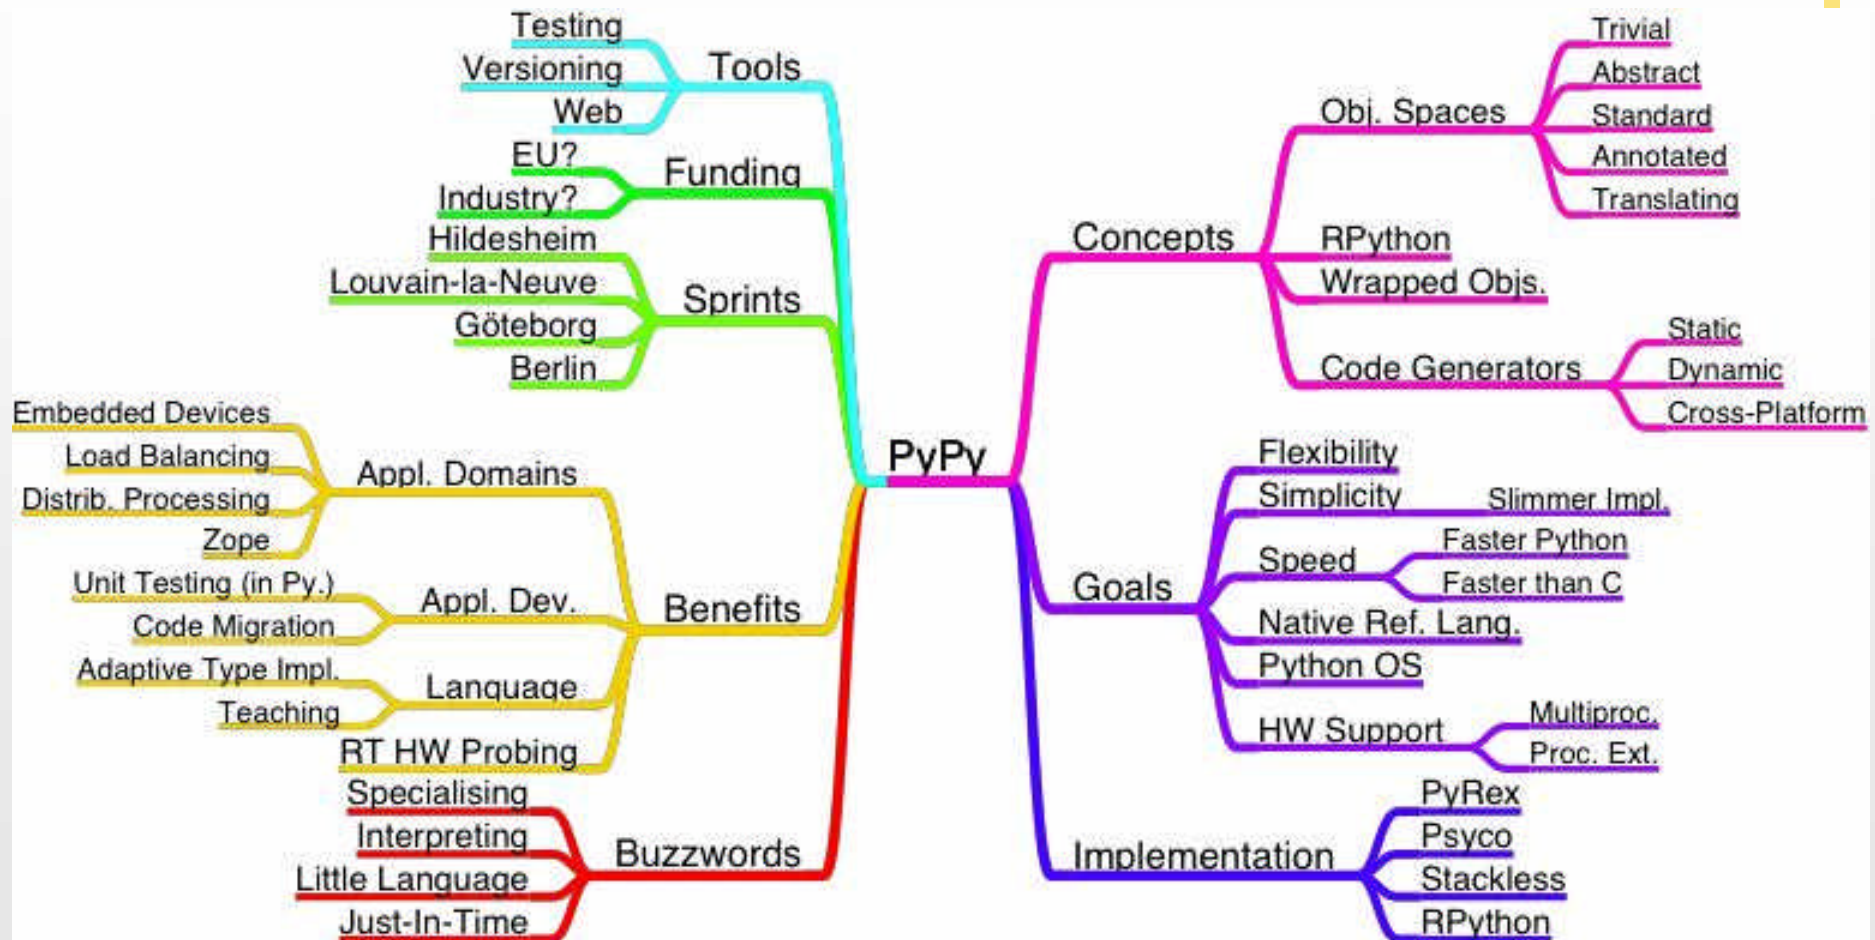 PyPy
Tools
Testing
Versioning
Web
Funding
EU?
Industry?
Sprints
Hildesheim
Louvain-la-Neuve
Göteborg
Berlin
Benefits
Appl. Domains
Embedded Devices
Load Balancing
Distrib. Processing
Zope
Appl. Dev.
Unit Testing (in Py.)
Code Migration
Language
Adaptive Type Impl.
Teaching
RT HW Probing
Buzzwords
Specialising
Interpreting
Little Language
Just-In-Time
Concepts
Obj. Spaces
Trivial
Abstract
Standard
Annotated
Translating
RPython
Wrapped Objs.
Code Generators
Static
Dynamic
Cross-Platform
Goals
Flexibility
Simplicity
Slimmer Impl.
Speed
Faster Python
Faster than C
Native Ref. Lang.
Python OS
HW Support
Multiproc.
Proc. Ext.
Implementation
PyRex
Psyco
Stackless
RPython